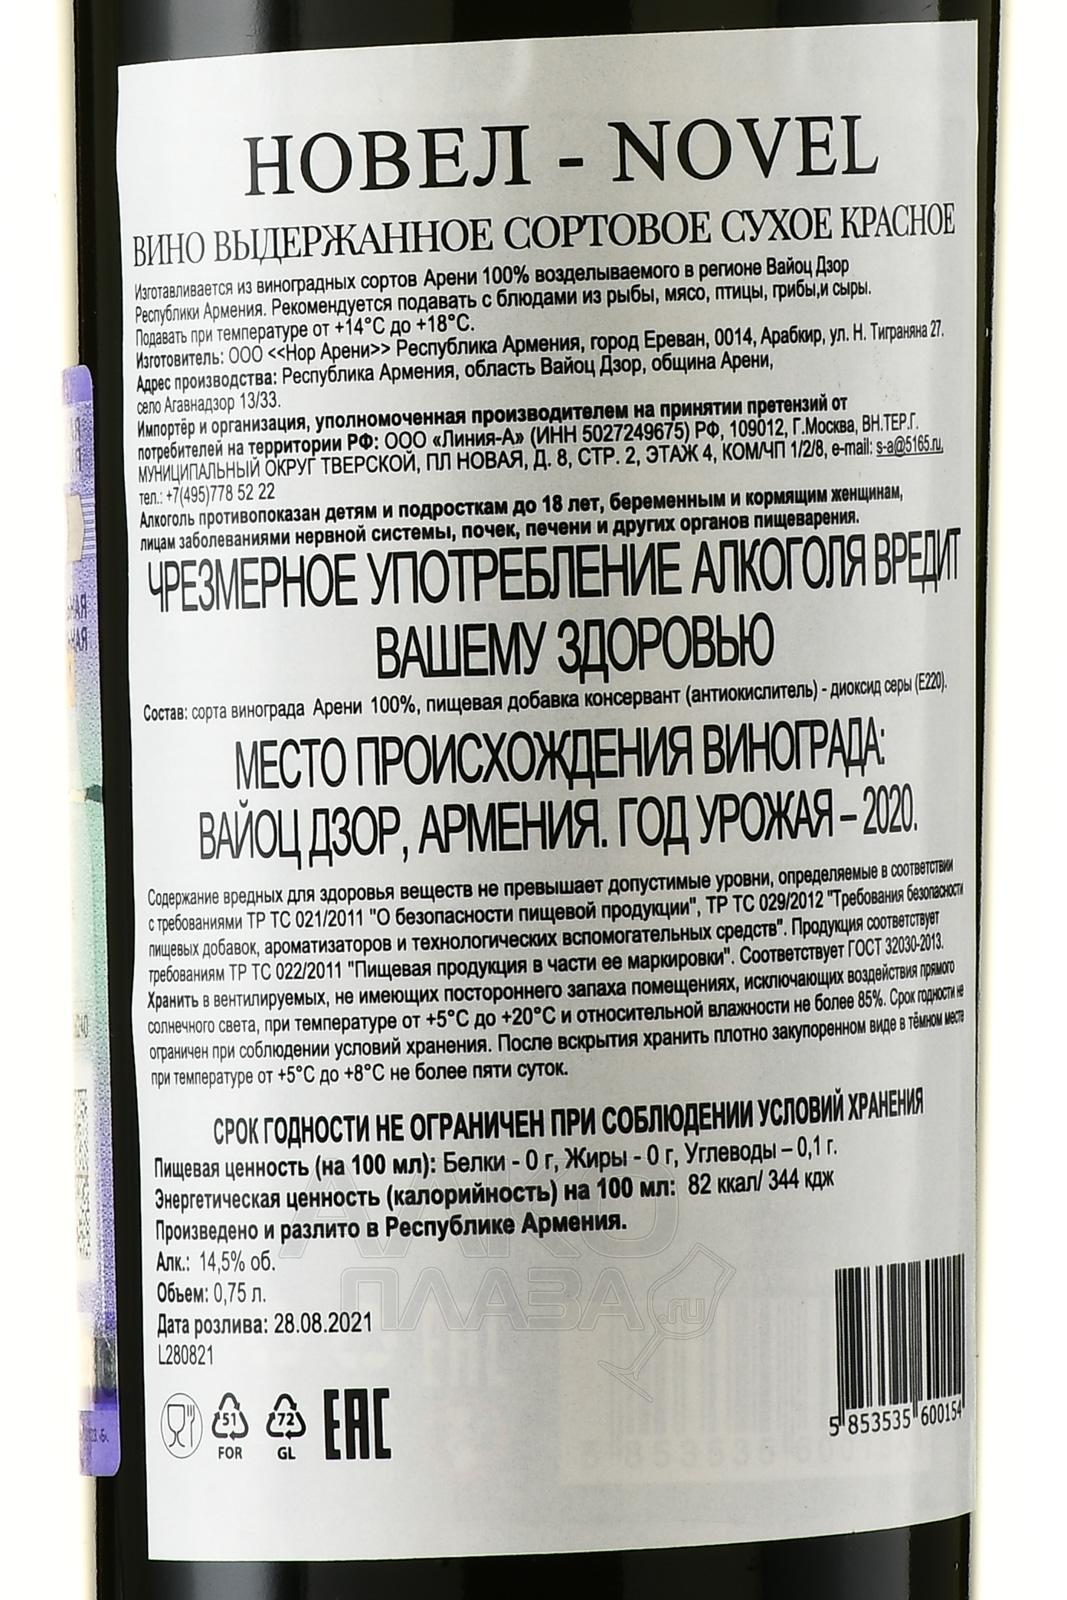 НОВЕЛ - NOVEL
ВИНО ВЫДЕРЖАННОЕ СОРТОВОЕ СУХОЕ КРАСНОЕ
Изготавливается из виноградных сортов Арени 100% возделываемого в регионе Вайоц Дзор
Республики Армения. Рекомендуется подавать с блюдами из рыбы, мясо, птицы, грибы,и сыры.
Подавать при температуре от +14°C до +18°C.
Изготовитель: ООО <<Нор Арени>> Республика Армения, город Ереван, 0014, Арабкир, ул. Н. Тиграняна 27.
Адрес производства: Республика Армения, область Вайоц Дзор, община Арени,
село Агавнадзор 13/33.
Импортёр и организация, уполномоченная производителем на принятии претензий от
потребителей на территории РФ: ООО «Линия-А» (ИНН 5027249675) РФ, 109012, Г.Москва, ВН.ТЕР.Г.
МУНИЦИПАЛЬНЫЙ ОКРУГ ТВЕРСКОЙ, ПЛ НОВАЯ, Д. 8, СТР. 2, ЭТАЖ 4, КОМ/ЧП 1/2/8, e-mail: s-a@5165.ru,
тел.: +7(495)778 52 22
Алкоголь противопоказан детям и подросткам до 18 лет, беременным и кормящим женщинам,
лицам заболеваниями нервной системы, почек, печени и других органов пищеварения.
ЧРЕЗМЕРНОЕ УПОТРЕБЛЕНИЕ АЛКОГОЛЯ ВРЕДИТ
ВАШЕМУ ЗДОРОВЬЮ
Состав: сорта винограда Арени 100%, пищевая добавка консервант (антиокислитель) - диоксид серы (E220).
МЕСТО ПРОИСХОЖДЕНИЯ ВИНОГРАДА:
ВАЙОЦ ДЗОР, АРМЕНИЯ. ГОД УРОЖАЯ – 2020.
Содержание вредных для здоровья веществ не превышает допустимые уровни, определяемые в соответствии
с требованиями ТР ТС 021/2011 "О безопасности пищевой продукции", ТР ТС 029/2012 "Требования безопасности
пищевых добавок, ароматизаторов и технологических вспомогательных средств". Продукция соответствует
требованиям ТР ТС 022/2011 "Пищевая продукция в части ее маркировки". Соответствует ГОСТ 32030-2013.
Хранить в вентилируемых, не имеющих постороннего запаха помещениях, исключающих воздействия прямого
солнечного света, при температуре от +5°C до +20°C и относительной влажности не более 85%. Срок годности не
ограничен при соблюдении условий хранения. После вскрытия хранить плотно закупоренном виде в тёмном месте
при температуре от +5°C до +8°C не более пяти суток.
СРОК ГОДНОСТИ НЕ ОГРАНИЧЕН ПРИ СОБЛЮДЕНИИ УСЛОВИЙ ХРАНЕНИЯ
Пищевая ценность (на 100 мл): Белки - 0 г, Жиры - 0 г, Углеводы – 0,1 г.
Энергетическая ценность (калорийность) на 100 мл: 82 ккал/ 344 кдж
Произведено и разлито в Республике Армения.
Алк.: 14,5% об.
Объем: 0,75 л.
Дата розлива: 28.08.2021
L280821
51
FOR
72
GL
EAC
5 853535 600154
АЛКО
ПЛАЗА.ru